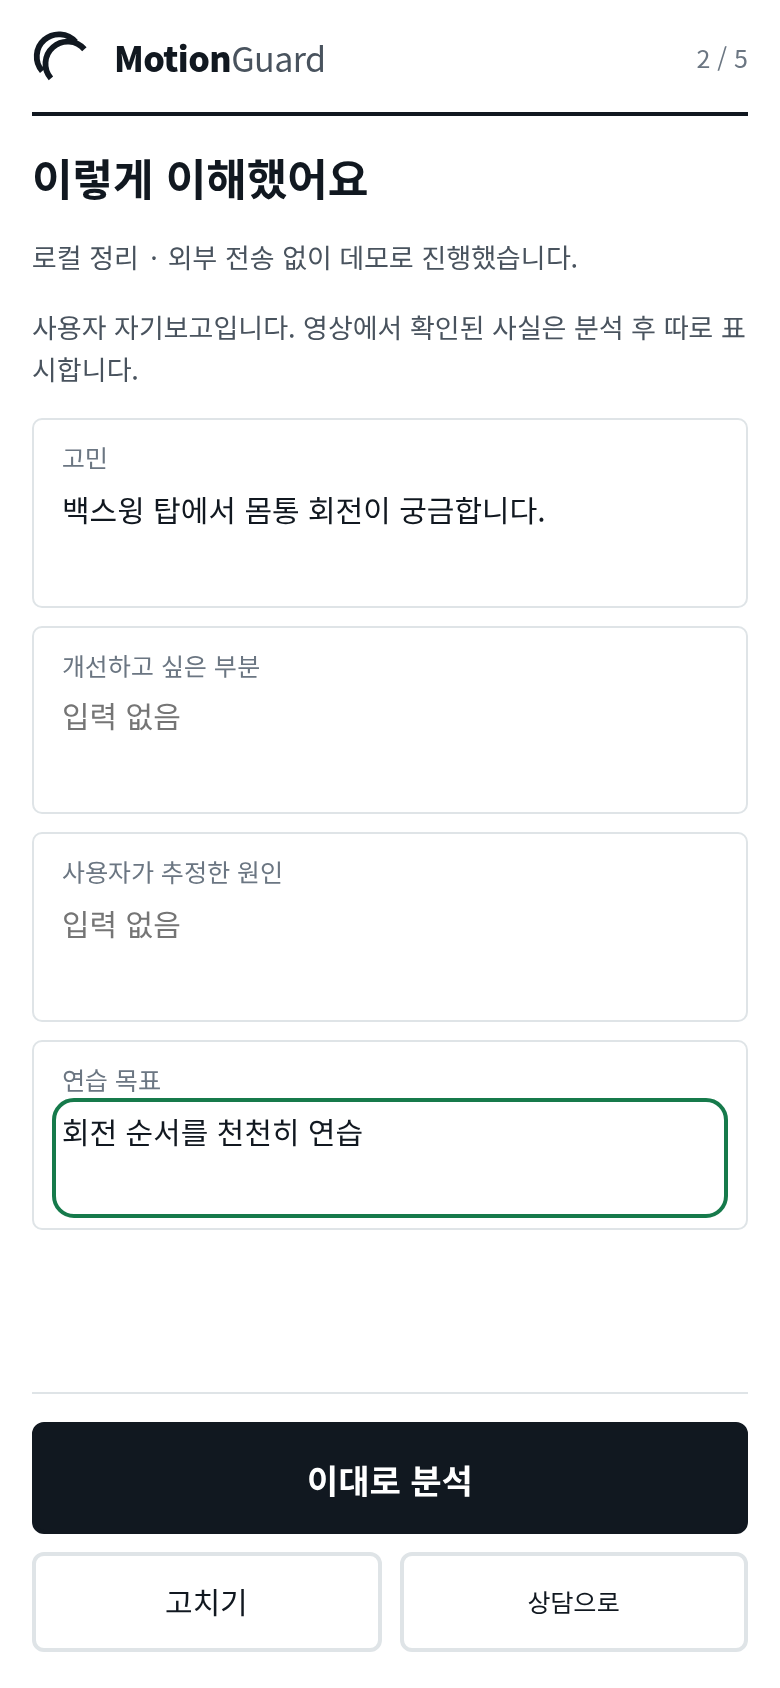 MotionGuard
2 / 5
이렇게 이해했어요
로컬 정리 · 외부 전송 없이 데모로 진행했습니다.
사용자 자기보고입니다. 영상에서 확인된 사실은 분석 후 따로 표
시합니다.
고민
백스윙 탑에서 몸통 회전이 궁금합니다.
개선하고 싶은 부분
입력 없음
사용자가 추정한 원인
입력 없음
연습 목표
회전 순서를 천천히 연습
이대로 분석
고치기
상담으로